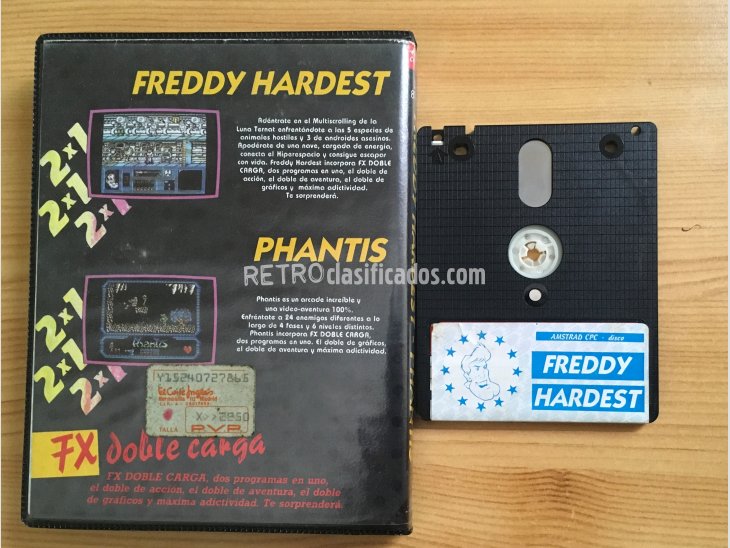 FREDDY HARDEST
Adéntrate en el Multiscrolling de la
Luna Ternat enfrentándote a las 5 especies de
animales hostiles y 3 de androides asesinos.
Apodérate de una nave, cargada de energía,
conecta el Hiperespacio y consigue escapar
con vida. Freddy Hardest incorpora FX DOBLE
CARGA, dos programas en uno, el doble de
acción, el doble de aventura, el doble de
gráficos y máxima adictividad.
Te sorprenderá.
2x1
2x1
2x1
PHANTIS
RETROclasificados.com
Phantis es un arcade increíble y
una video-aventura 100%.
Enfréntate a 24 enemigos diferentes a lo
largo de 4 fases y 6 niveles distintos.
Phantis incorpora FX DOBLE CARGA,
dos programas en uno. El doble de gráficos,
el doble de aventura y máxima adictividad.
Phantis
2x1
2x1
2x1
Y15240727865
El Corte Inglés
X>>2250
TALLA P.V.P.
FX doble carga
FX DOBLE CARGA, dos programas en uno,
el doble de acción, el doble de aventura, el doble
de gráficos y máxima adictividad. Te sorprenderá.
AMSTRAD CPC - disco
FREDDY
HARDEST